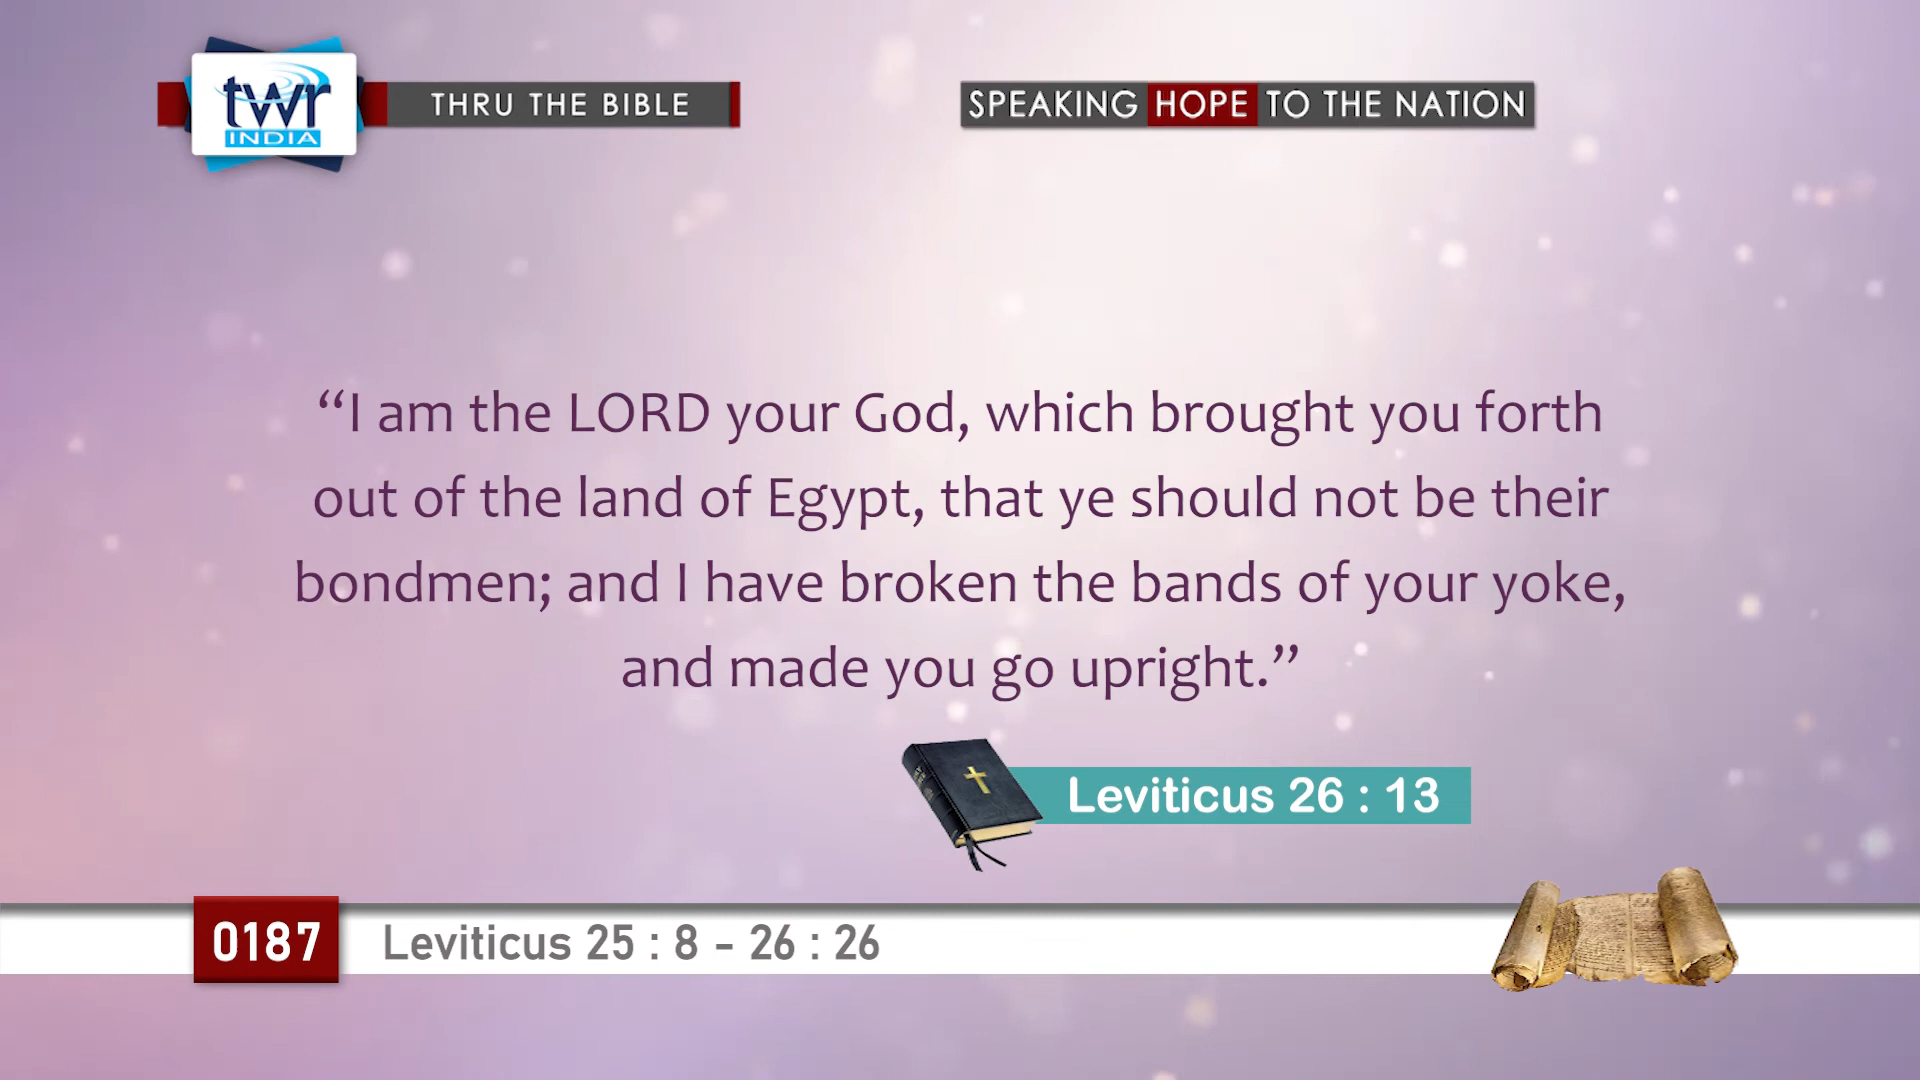 twr
INDIA
THRU THE BIBLE
SPEAKING HOPE TO THE NATION
“I am the LORD your God, which brought you forth
out of the land of Egypt, that ye should not be their
bondmen; and I have broken the bands of your yoke,
and made you go upright.”
Leviticus 26 : 13
0187
Leviticus 25 : 8 - 26 : 26